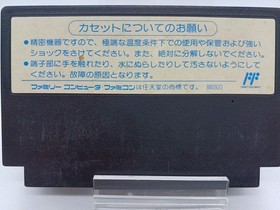 カセットについてのお願い
●精密機器ですので、極端な温度条件下での使用や保管および強い
ショックをさけてください。また、絶対に分解しないでください。
●端子部に手を触れたり、水にぬらしたりして汚さないようにして
ください。故障の原因となります。
ファミリーコンピュータ・ファミコンは任天堂の商標です。